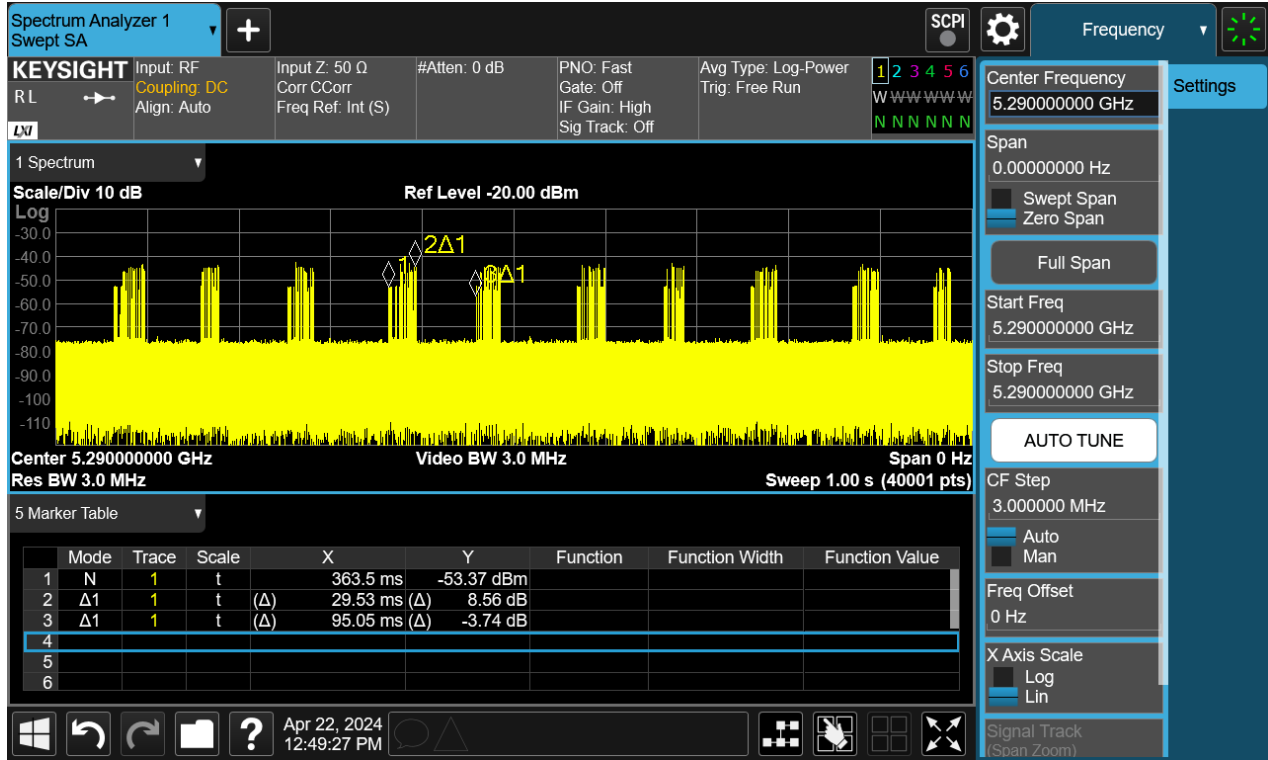 Spectrum Analyzer 1
Swept SA
SCPI
Frequency
KEYSIGHT
Input: RF
Input Z: 50 Ω
#Atten: 0 dB
PNO: Fast
Avg Type: Log-Power
1 2 3 4 5 6
Coupling: DC
Corr CCorr
Gate: Off
Trig: Free Run
R L
Align: Auto
Freq Ref: Int (S)
IF Gain: High
W W W W W W
Sig Track: Off
N N N N N N
LXI
1 Spectrum
Scale/Div 10 dB
Ref Level -20.00 dBm
Log
-30.0
-40.0
-50.0
-60.0
-70.0
-80.0
-90.0
-100
-110
1
2Δ1
3Δ1
Center 5.290000000 GHz
Video BW 3.0 MHz
Span 0 Hz
Res BW 3.0 MHz
Sweep 1.00 s (40001 pts)
5 Marker Table
Mode Trace Scale X Y Function Function Width Function Value
1 N 1 t 363.5 ms -53.37 dBm
2 Δ1 1 t (Δ) 29.53 ms (Δ) 8.56 dB
3 Δ1 1 t (Δ) 95.05 ms (Δ) -3.74 dB
4
5
6
?
Apr 22, 2024
12:49:27 PM
Center Frequency
5.290000000 GHz
Settings
Span
0.00000000 Hz
Swept Span
Zero Span
Full Span
Start Freq
5.290000000 GHz
Stop Freq
5.290000000 GHz
AUTO TUNE
CF Step
3.000000 MHz
Auto
Man
Freq Offset
0 Hz
X Axis Scale
Log
Lin
Signal Track
(Span Zoom)